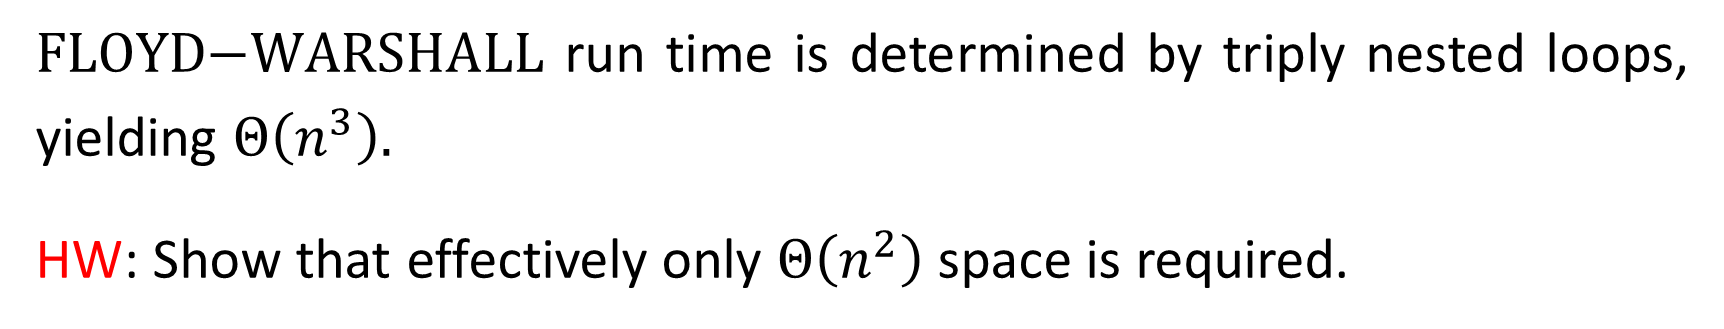 FLOYD−WARSHALL run time is determined by triply nested loops,
yielding Θ(n³).
HW: Show that effectively only Θ(n²) space is required.